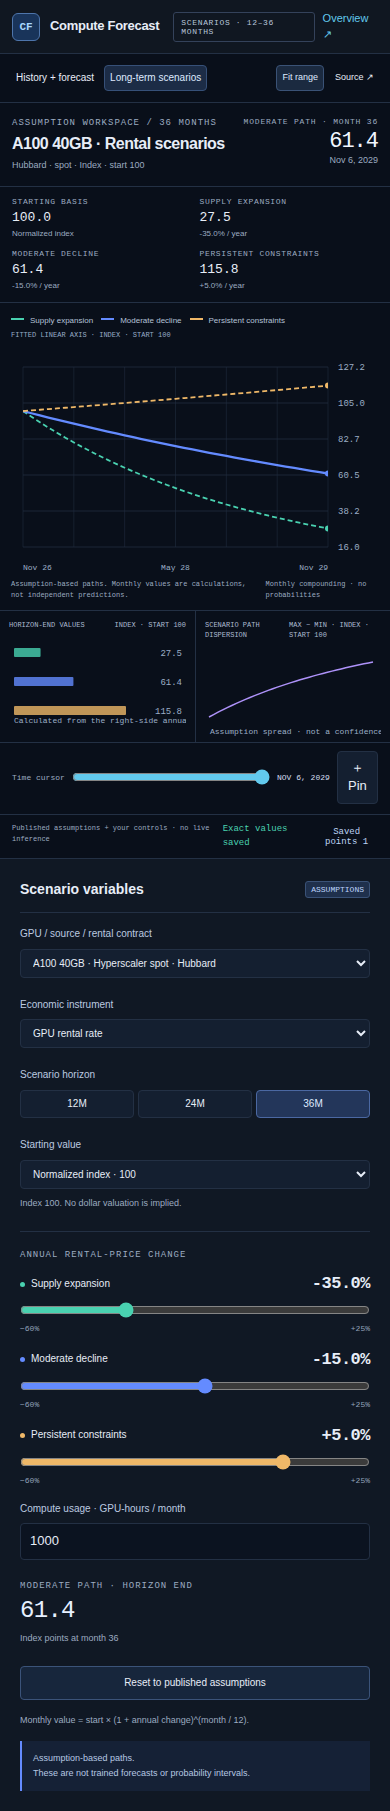 CF
Compute Forecast
SCENARIOS · 12–36
MONTHS
Overview
↗
History + forecast
Long-term scenarios
Fit range
Source ↗
ASSUMPTION WORKSPACE / 36 MONTHS
A100 40GB · Rental scenarios
Hubbard · spot · Index · start 100
MODERATE PATH · MONTH 36
61.4
Nov 6, 2029
STARTING BASIS
100.0
Normalized index
SUPPLY EXPANSION
27.5
-35.0% / year
MODERATE DECLINE
61.4
-15.0% / year
PERSISTENT CONSTRAINTS
115.8
+5.0% / year
Supply expansion
Moderate decline
Persistent constraints
FITTED LINEAR AXIS · INDEX · START 100
127.2
105.0
82.7
60.5
38.2
16.0
Nov 26
May 28
Nov 29
Assumption-based paths. Monthly values are calculations,
not independent predictions.
Monthly compounding · no
probabilities
HORIZON-END VALUES
INDEX · START 100
27.5
61.4
115.8
Calculated from the right-side annua
SCENARIO PATH
DISPERSION
MAX − MIN · INDEX ·
START 100
Assumption spread · not a confidence
Time cursor
NOV 6, 2029
+
Pin
Published assumptions + your controls · no live
inference
Exact values
saved
Saved
points 1
Scenario variables
ASSUMPTIONS
GPU / source / rental contract
A100 40GB · Hyperscaler spot · Hubbard
Economic instrument
GPU rental rate
Scenario horizon
12M
24M
36M
Starting value
Normalized index · 100
Index 100. No dollar valuation is implied.
ANNUAL RENTAL-PRICE CHANGE
Supply expansion
-35.0%
−60%
+25%
Moderate decline
-15.0%
−60%
+25%
Persistent constraints
+5.0%
−60%
+25%
Compute usage · GPU-hours / month
1000
MODERATE PATH · HORIZON END
61.4
Index points at month 36
Reset to published assumptions
Monthly value = start × (1 + annual change)^(month / 12).
Assumption-based paths.
These are not trained forecasts or probability intervals.